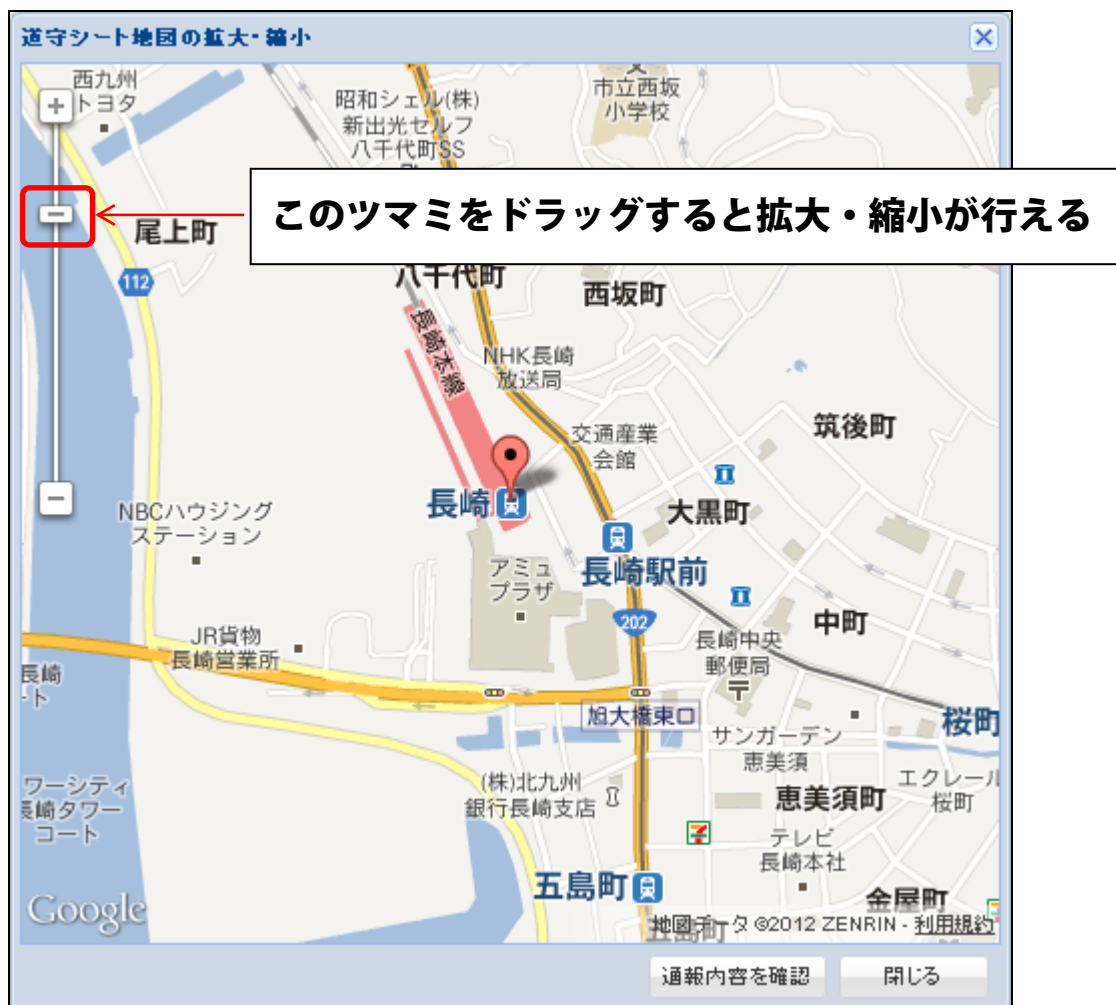 道守シート地図の拡大・縮小
西九州
トヨタ
昭和シェル(株)
新出光セルフ
八千代町SS
市立西坂
小学校
このツマミをドラッグすると拡大・縮小が行える
尾上町
八千代町
112
西坂町
長崎本線
NHK長崎
放送局
筑後町
交通産業
会館
長崎
大黒町
NBCハウジング
ステーション
アミュ
プラザ
長崎駅前
202
中町
JR貨物
長崎営業所
長崎中央
郵便局
長崎
ート
旭大橋東口
桜町
サンガーデン
恵美須
(株)北九州
銀行長崎支店
エクレール
桜町
恵美須町
ワーシティ
長崎タワー
コート
テレビ
長崎本社
五島町
金屋町
Google
五島町
地図データ ©2012 ZENRIN - 利用規約
通報内容を確認
閉じる